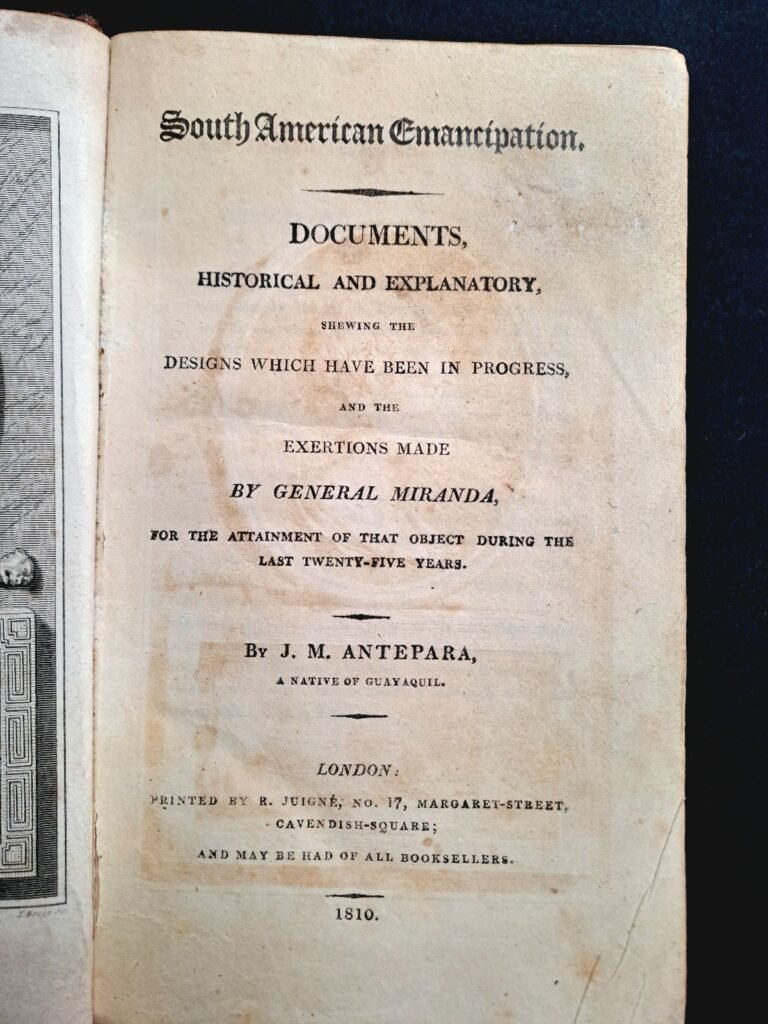 South American Emancipation.
DOCUMENTS,
HISTORICAL AND EXPLANATORY,
SHEWING THE
DESIGNS WHICH HAVE BEEN IN PROGRESS,
AND THE
EXERTIONS MADE
BY GENERAL MIRANDA,
FOR THE ATTAINMENT OF THAT OBJECT DURING THE
LAST TWENTY-FIVE YEARS.
BY J. M. ANTEPARA,
A NATIVE OF GUAYAQUIL.
LONDON:
PRINTED BY R. JUIGNÉ, NO. 17, MARGARET-STREET,
CAVENDISH-SQUARE;
AND MAY BE HAD OF ALL BOOKSELLERS.
1810.